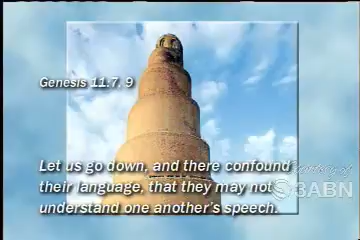 Genesis 11:7, 9
Let us go down, and there confound
their language, that they may not
understand one another's speech.
3ABN